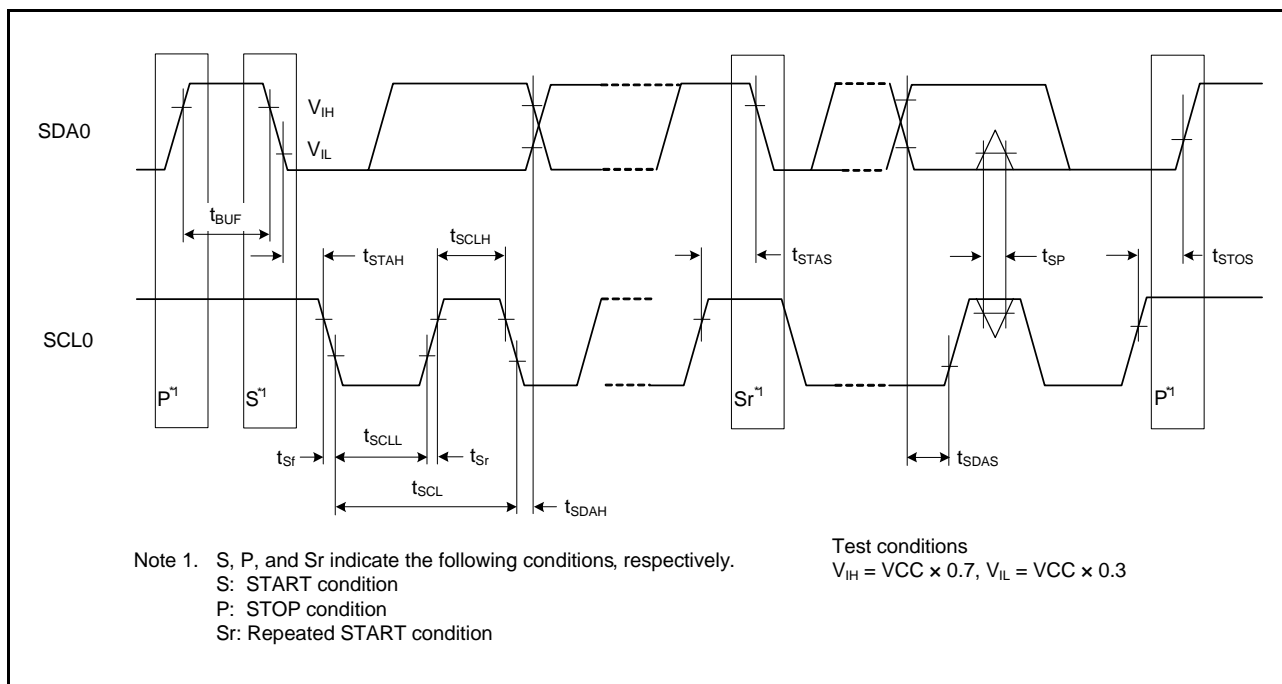 SDA0
VIH
VIL
tBUF
tSTAH
tSCLH
tSTAS
tSP
tSTOS
SCL0
P*1
S*1
Sr*1
P*1
tSf
tSCLL
tSr
tSCL
tSDAH
tSDAS
Note 1. S, P, and Sr indicate the following conditions, respectively.
S: START condition
P: STOP condition
Sr: Repeated START condition
Test conditions
VIH = VCC × 0.7, VIL = VCC × 0.3